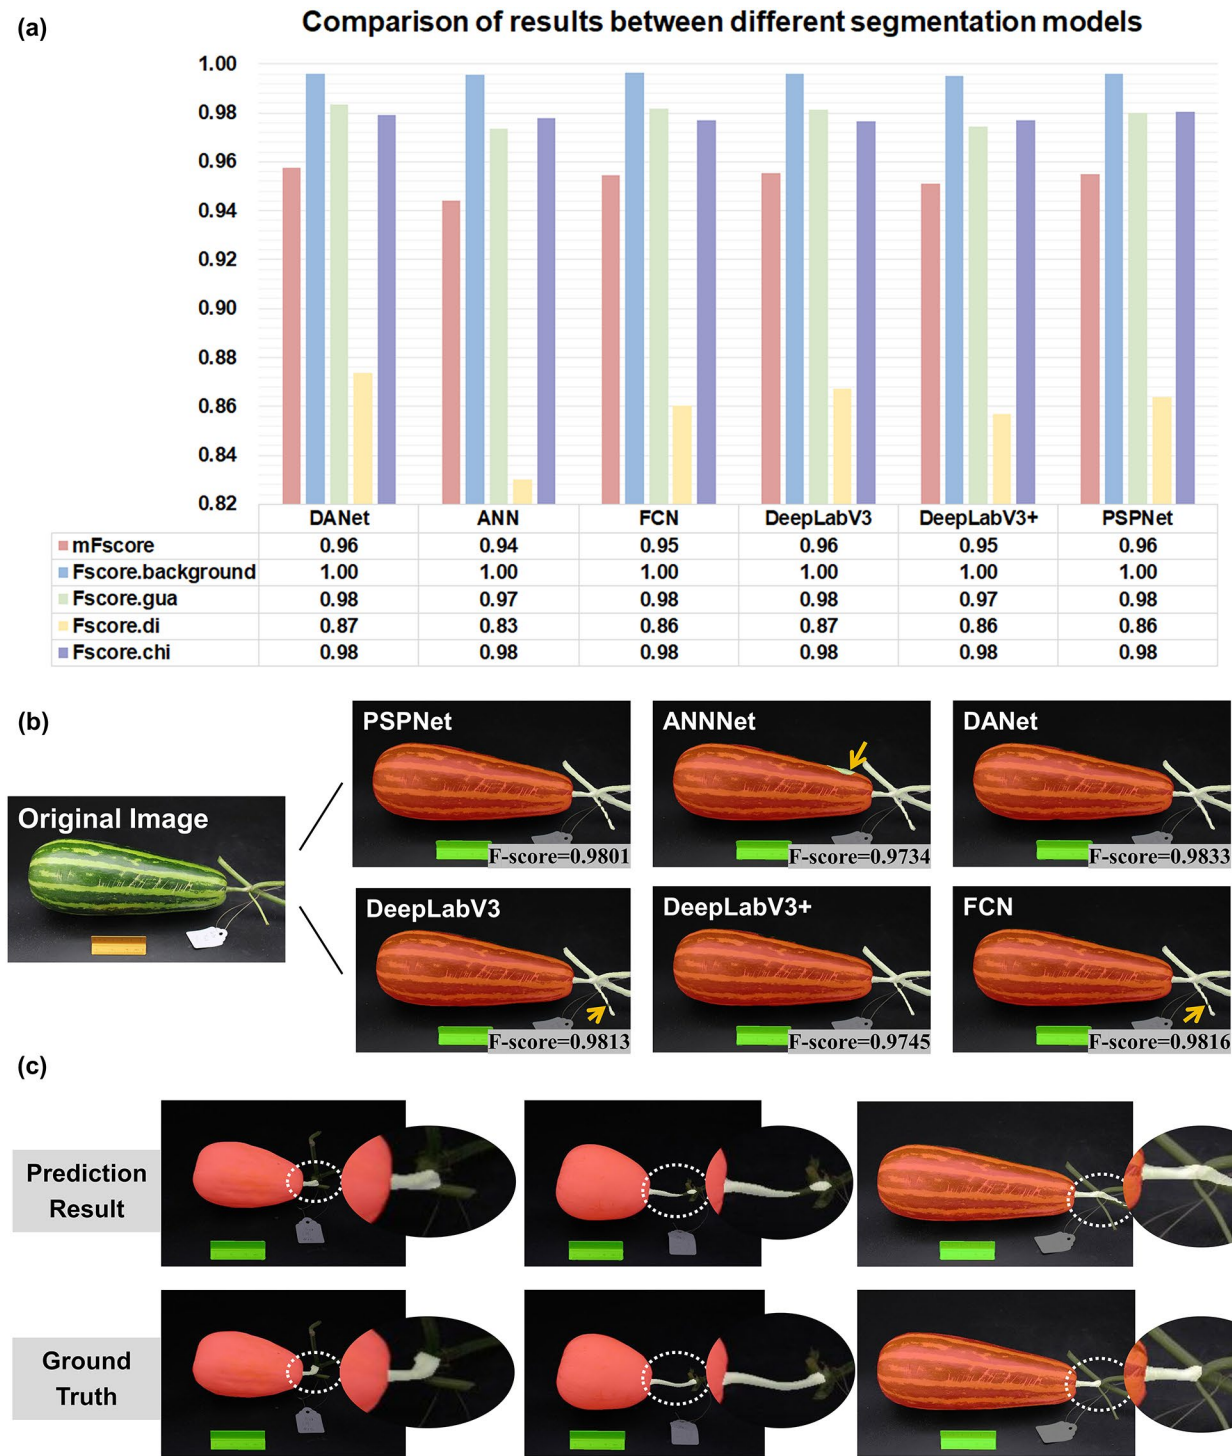 (a)
Comparison of results between different segmentation models
1.00
0.98
0.96
0.94
0.92
0.90
0.88
0.86
0.84
0.82
DANet ANN FCN DeepLabV3 DeepLabV3+ PSPNet
mFscore 0.96 0.94 0.95 0.96 0.95 0.96
Fscore.background 1.00 1.00 1.00 1.00 1.00 1.00
Fscore.gua 0.98 0.97 0.98 0.98 0.97 0.98
Fscore.di 0.87 0.83 0.86 0.87 0.86 0.86
Fscore.chi 0.98 0.98 0.98 0.98 0.98 0.98
(b)
Original Image
PSPNet
F-score=0.9801
ANNNet
F-score=0.9734
DANet
F-score=0.9833
DeepLabV3
F-score=0.9813
DeepLabV3+
F-score=0.9745
FCN
F-score=0.9816
(c)
Prediction
Result
Ground
Truth